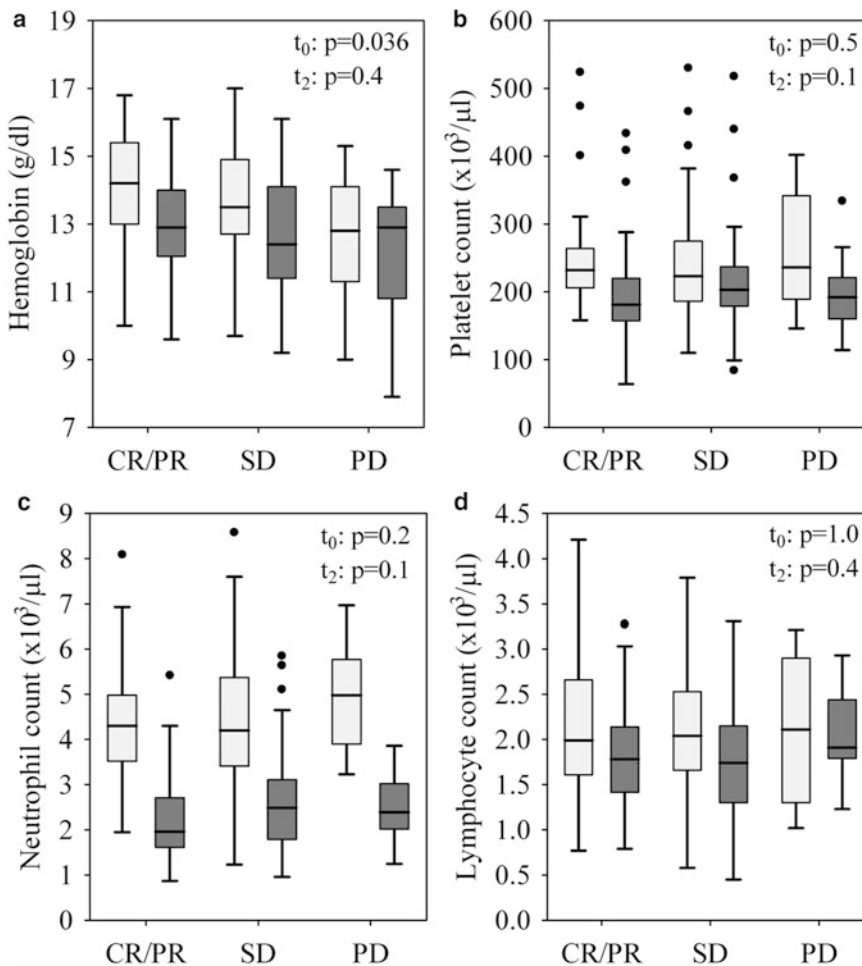 a
19
17
15
13
11
9
7
Hemoglobin (g/dl)
t₀: p=0.036
t₂: p=0.4
CR/PR SD PD
b
600
500
400
300
200
100
0
Platelet count (x10³/µl)
t₀: p=0.5
t₂: p=0.1
CR/PR SD PD
c
9
8
7
6
5
4
3
2
1
0
Neutrophil count (x10³/µl)
t₀: p=0.2
t₂: p=0.1
CR/PR SD PD
d
4.5
4.0
3.5
3.0
2.5
2.0
1.5
1.0
0.5
0.0
Lymphocyte count (x10³/µl)
t₀: p=1.0
t₂: p=0.4
CR/PR SD PD